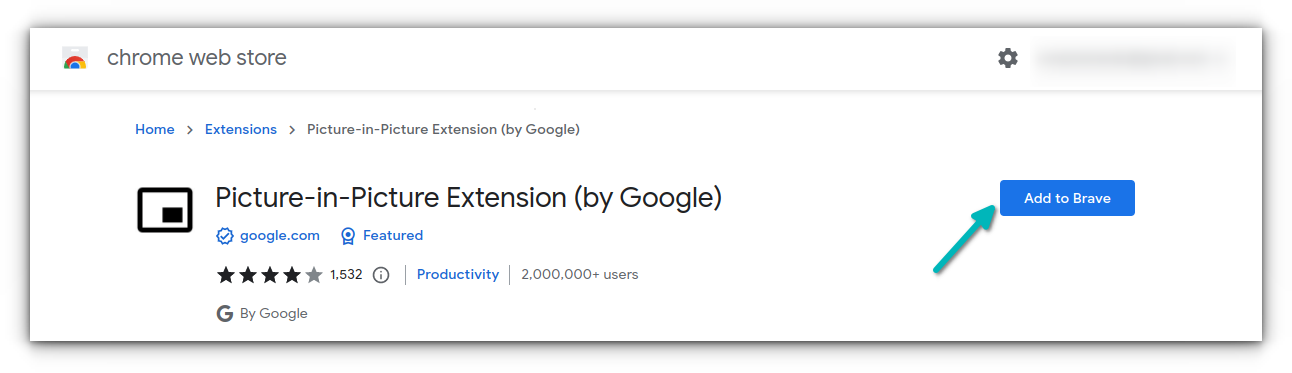 chrome web store
Home > Extensions > Picture-in-Picture Extension (by Google)
Picture-in-Picture Extension (by Google)
Add to Brave
google.com Featured
1,532 Productivity 2,000,000+ users
By Google